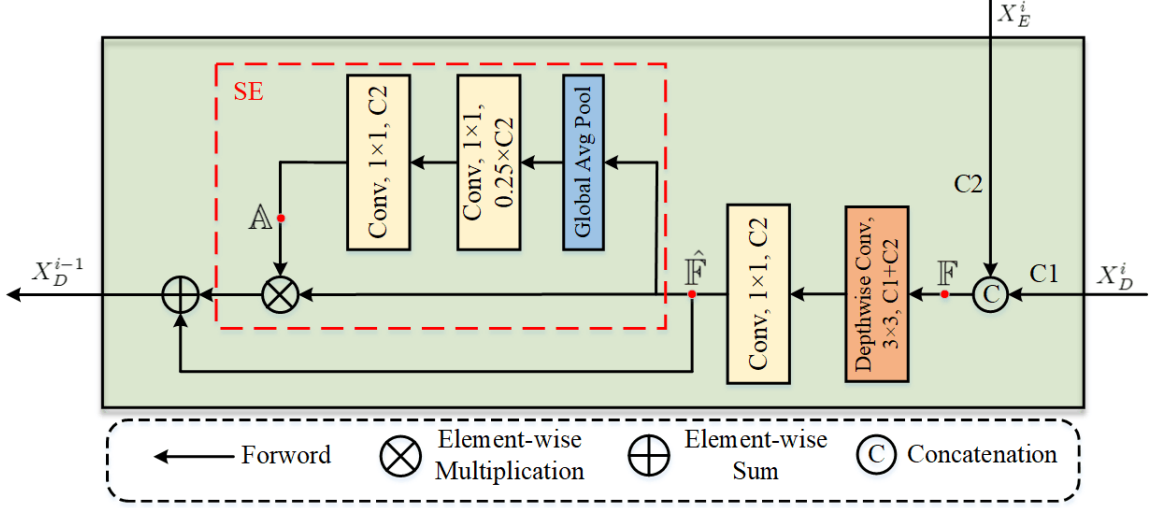 $X_E^i$
SE
Conv, 1×1, C2
Conv, 1×1,
0.25×C2
Global Avg Pool
C2
𝔸
$X_D^{i-1}$
$\hat{\mathbb{F}}$
Conv, 1×1, C2
Depthwise Conv,
3×3, C1+C2
𝔽
C
C1
$X_D^i$
Forword
Element-wise
Multiplication
Element-wise
Sum
C
Concatenation